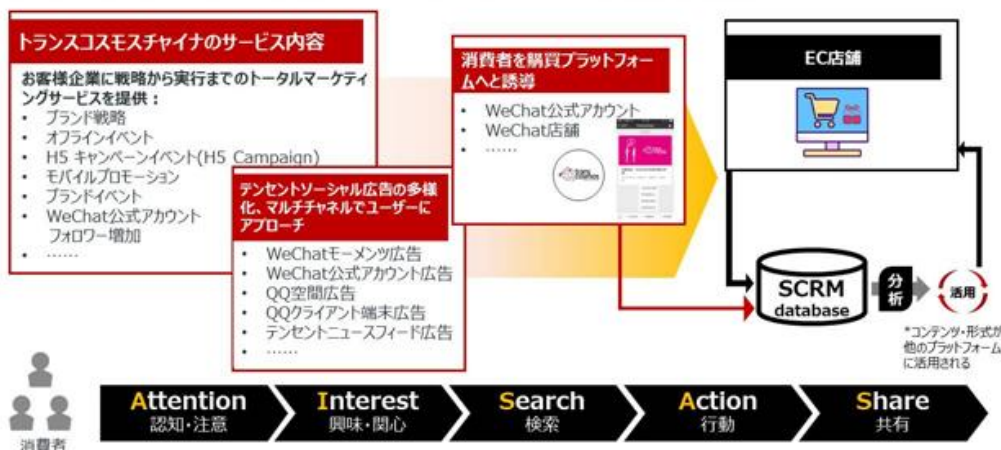 トランスコスモスチャイナのサービス内容
お客様企業に戦略から実行までのトータルマーケティ
ングサービスを提供：
• ブランド戦略
• オフラインイベント
• H5 キャンペーンイベント(H5 Campaign)
• モバイルプロモーション
• ブランドイベント
• WeChat公式アカウント
フォロワー増加
• ……
テンセントソーシャル広告の多様
化、マルチチャネルでユーザーに
アプローチ
• WeChatモーメンツ広告
• WeChat公式アカウント広告
• QQ空間広告
• QQクライアント端末広告
• テンセントニュースフィード広告
• ……
消費者を購買プラットフォー
ムへと誘導
• WeChat公式アカウント
• WeChat店舗
• ……
EC店舗
SCRM
database
分析
活用
*コンテンツ・形式が
他のプラットフォーム
に活用される
消費者
Attention
認知・注意
Interest
興味・関心
Search
検索
Action
行動
Share
共有